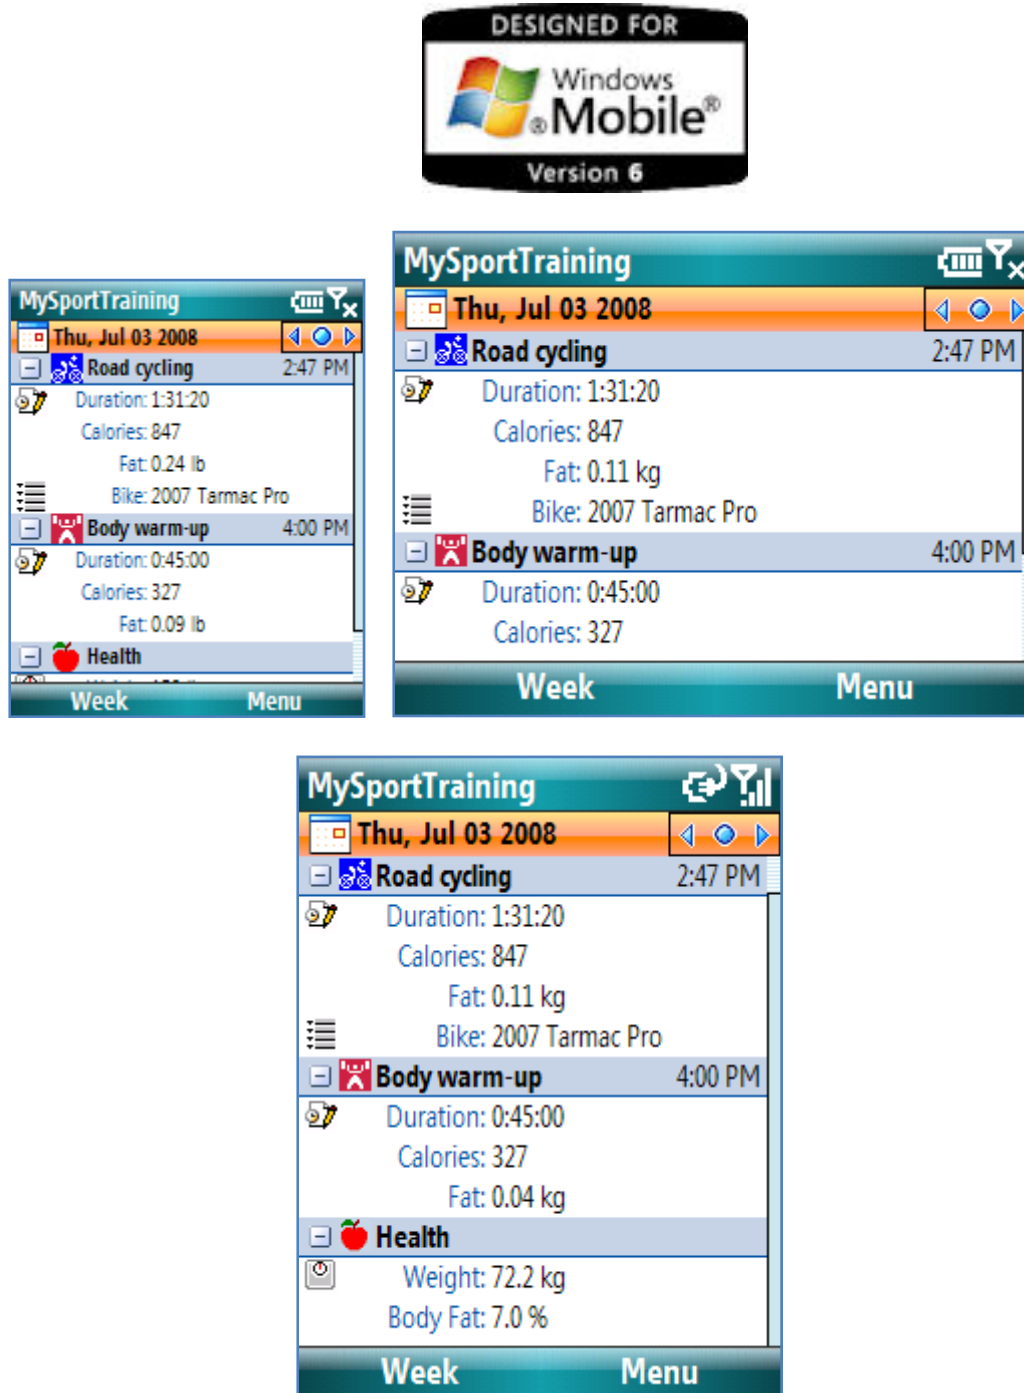 DESIGNED FOR
Windows
®Mobile®
Version 6
MySportTraining
Thu, Jul 03 2008
Road cycling 2:47 PM
Duration: 1:31:20
Calories: 847
Fat: 0.24 lb
Bike: 2007 Tarmac Pro
Body warm-up 4:00 PM
Duration: 0:45:00
Calories: 327
Fat: 0.09 lb
Health
Week Menu
MySportTraining
Thu, Jul 03 2008
Road cycling 2:47 PM
Duration: 1:31:20
Calories: 847
Fat: 0.11 kg
Bike: 2007 Tarmac Pro
Body warm-up 4:00 PM
Duration: 0:45:00
Calories: 327
Week Menu
MySportTraining
Thu, Jul 03 2008
Road cycling 2:47 PM
Duration: 1:31:20
Calories: 847
Fat: 0.11 kg
Bike: 2007 Tarmac Pro
Body warm-up 4:00 PM
Duration: 0:45:00
Calories: 327
Fat: 0.04 kg
Health
Weight: 72.2 kg
Body Fat: 7.0 %
Week Menu